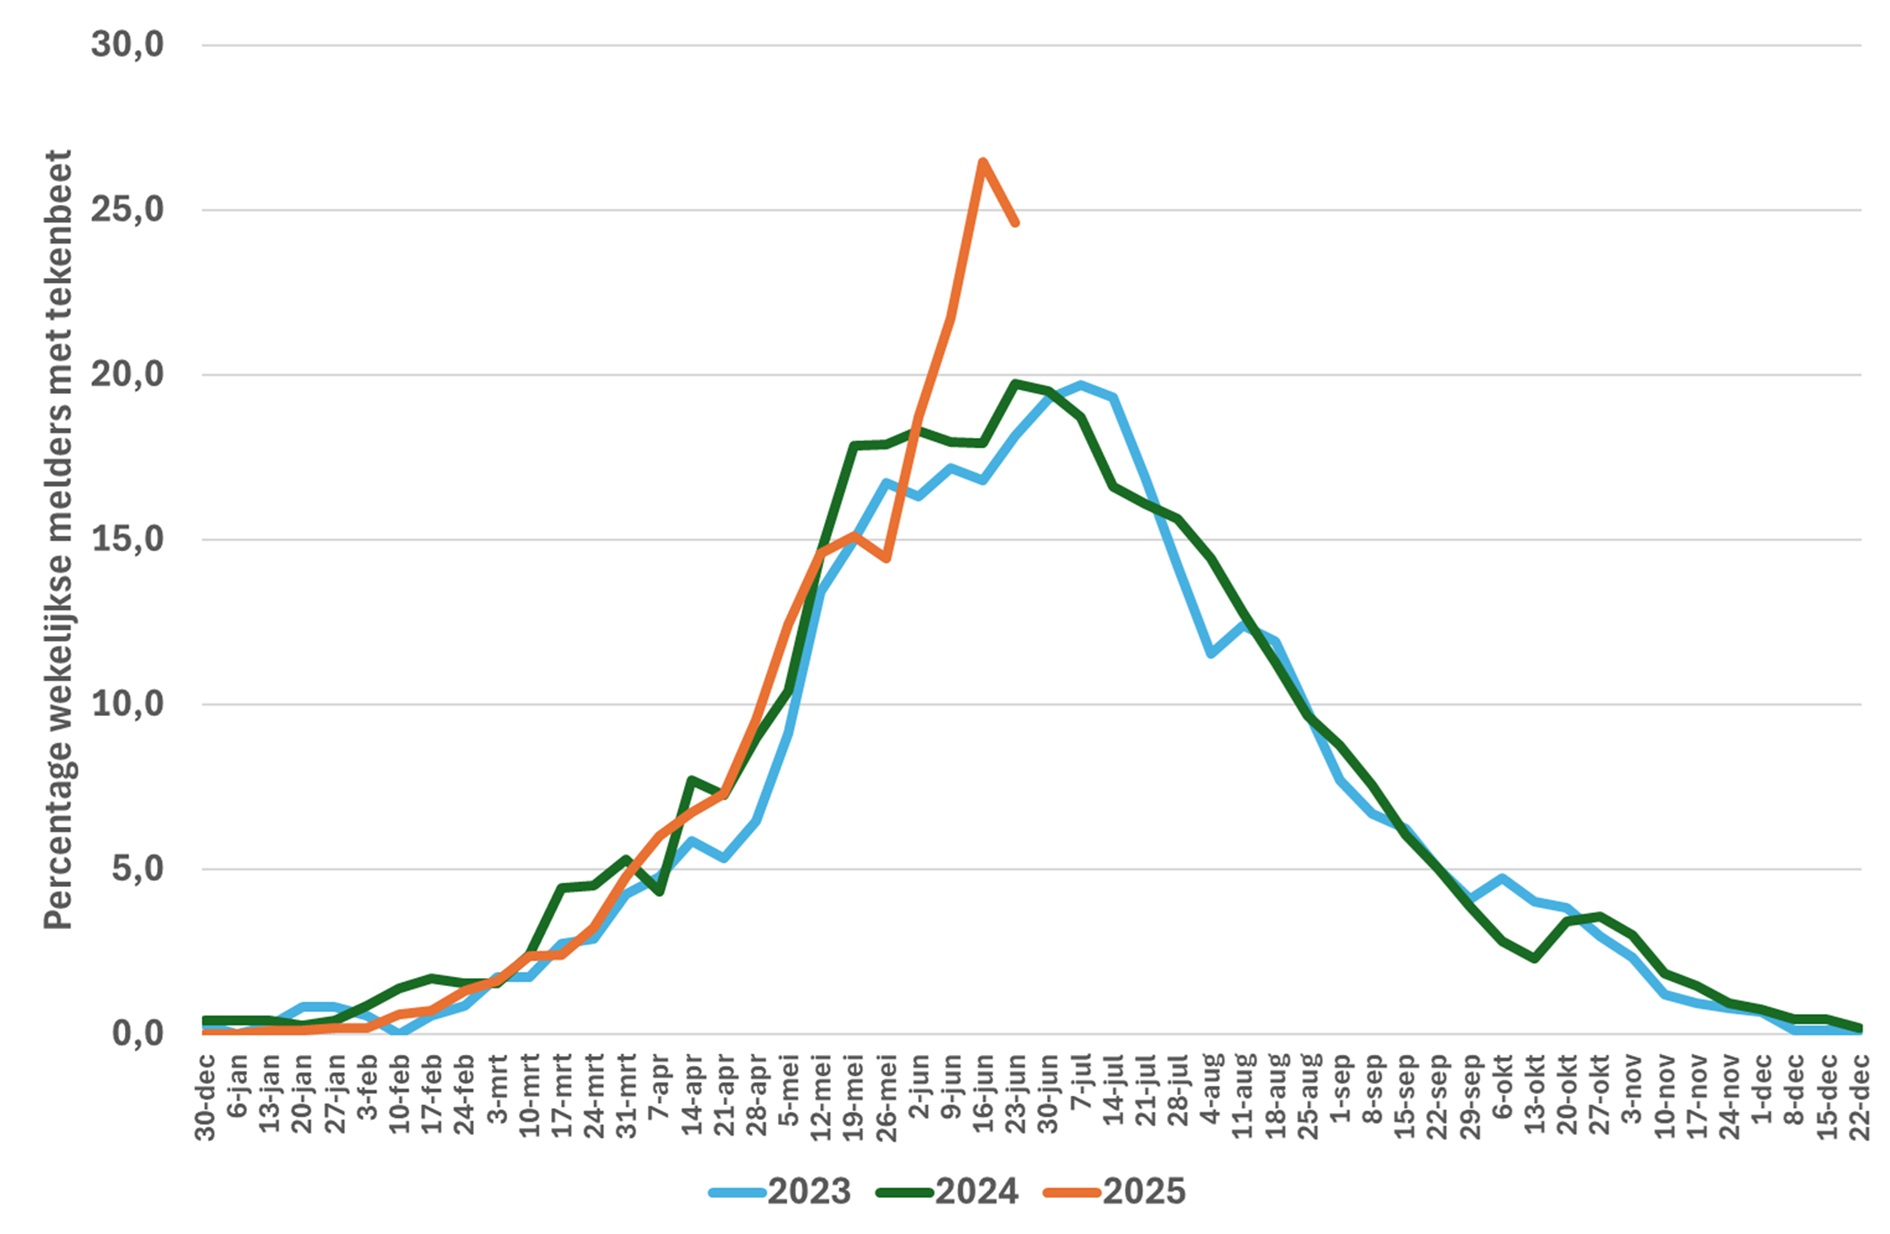 Percentage wekelijkse melders met tekenbeet
30,0
25,0
20,0
15,0
10,0
5,0
0,0
30-dec
6-jan
13-jan
20-jan
27-jan
3-feb
10-feb
17-feb
24-feb
3-mrt
10-mrt
17-mrt
24-mrt
31-mrt
7-apr
14-apr
21-apr
28-apr
5-mei
12-mei
19-mei
26-mei
2-jun
9-jun
16-jun
23-jun
30-jun
7-jul
14-jul
21-jul
28-jul
4-aug
11-aug
18-aug
25-aug
1-sep
8-sep
15-sep
22-sep
29-sep
6-okt
13-okt
20-okt
27-okt
3-nov
10-nov
17-nov
24-nov
1-dec
8-dec
15-dec
22-dec
2023 2024 2025